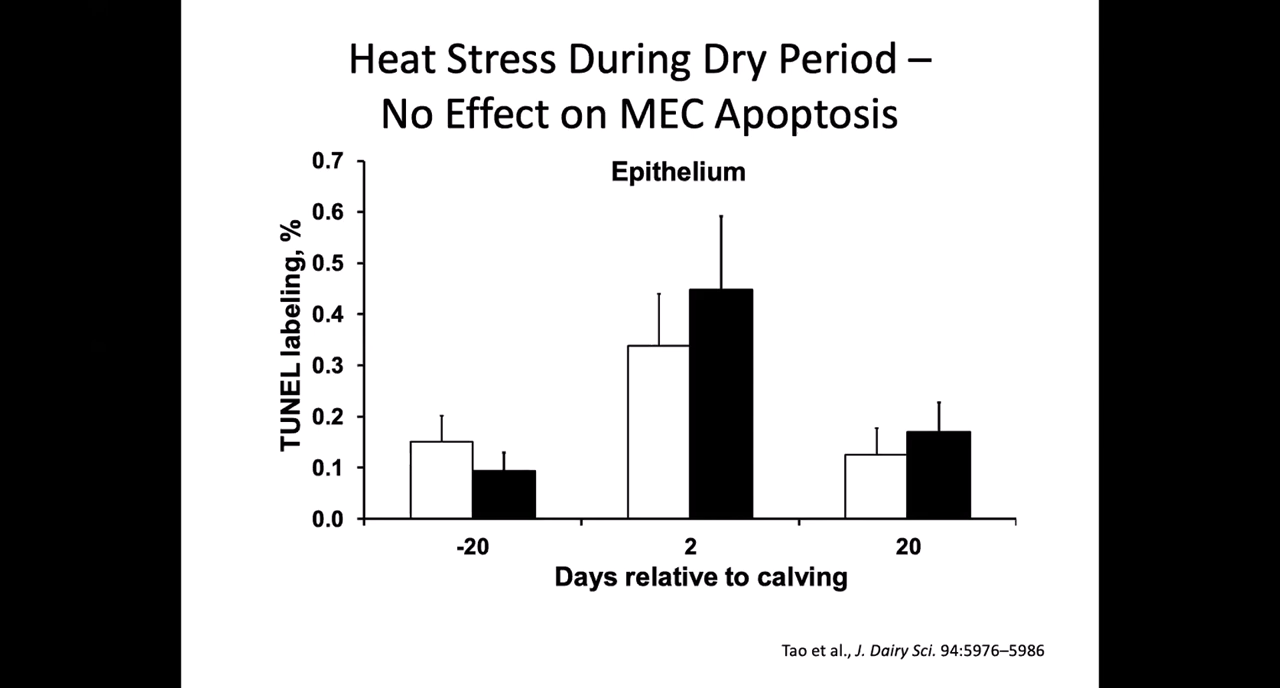 Heat Stress During Dry Period –
No Effect on MEC Apoptosis
Epithelium
TUNEL labeling, %
0.7
0.6
0.5
0.4
0.3
0.2
0.1
0.0
-20 2 20
Days relative to calving
Tao et al., J. Dairy Sci. 94:5976–5986